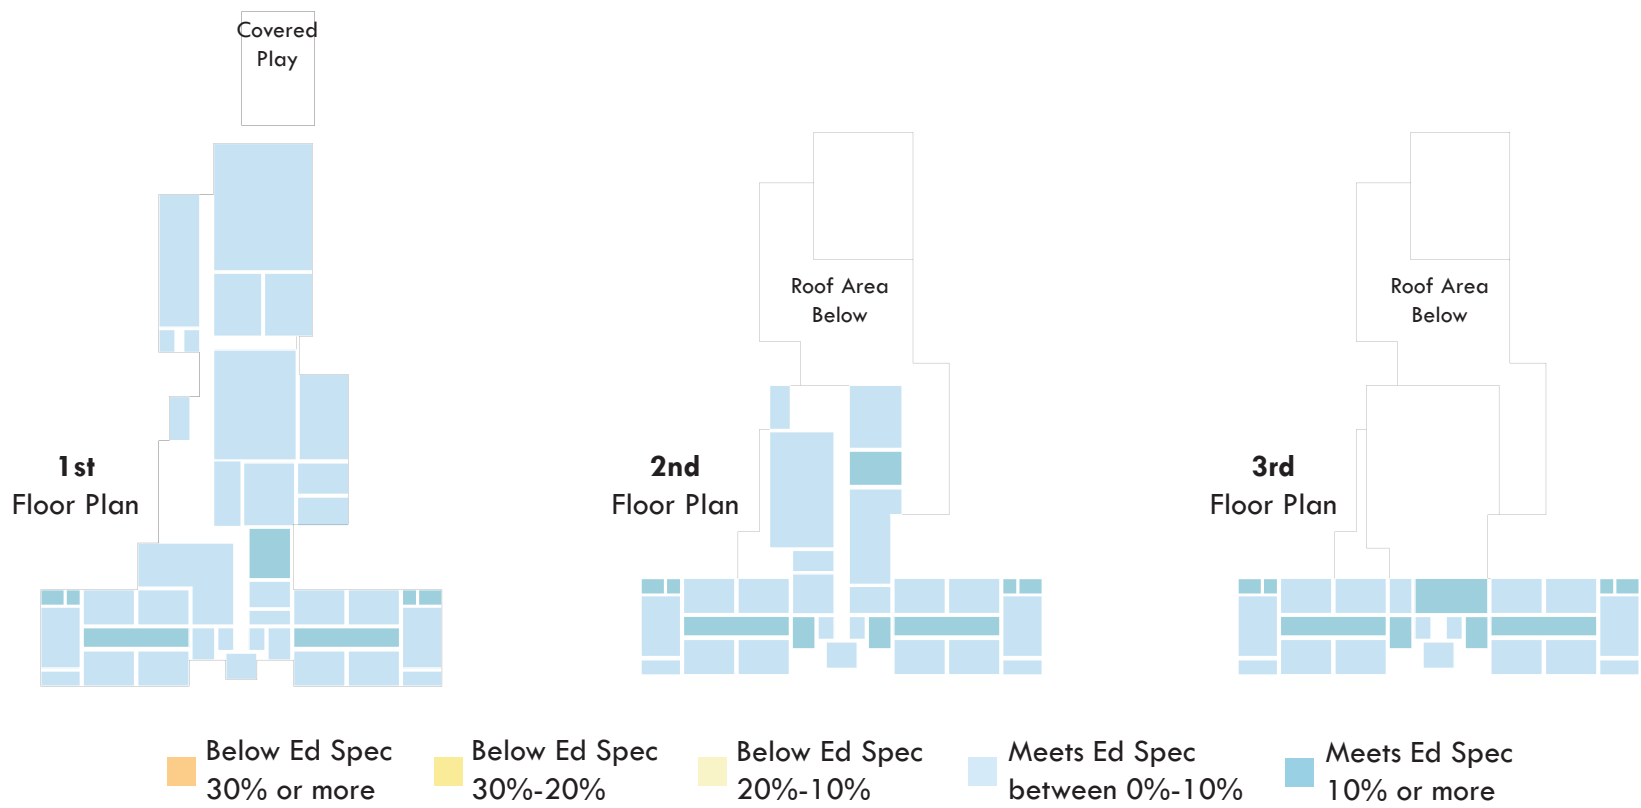 Covered
Play
Roof Area
Below
Roof Area
Below
1st
Floor Plan
2nd
Floor Plan
3rd
Floor Plan
Below Ed Spec
30% or more
Below Ed Spec
30%-20%
Below Ed Spec
20%-10%
Meets Ed Spec
between 0%-10%
Meets Ed Spec
10% or more